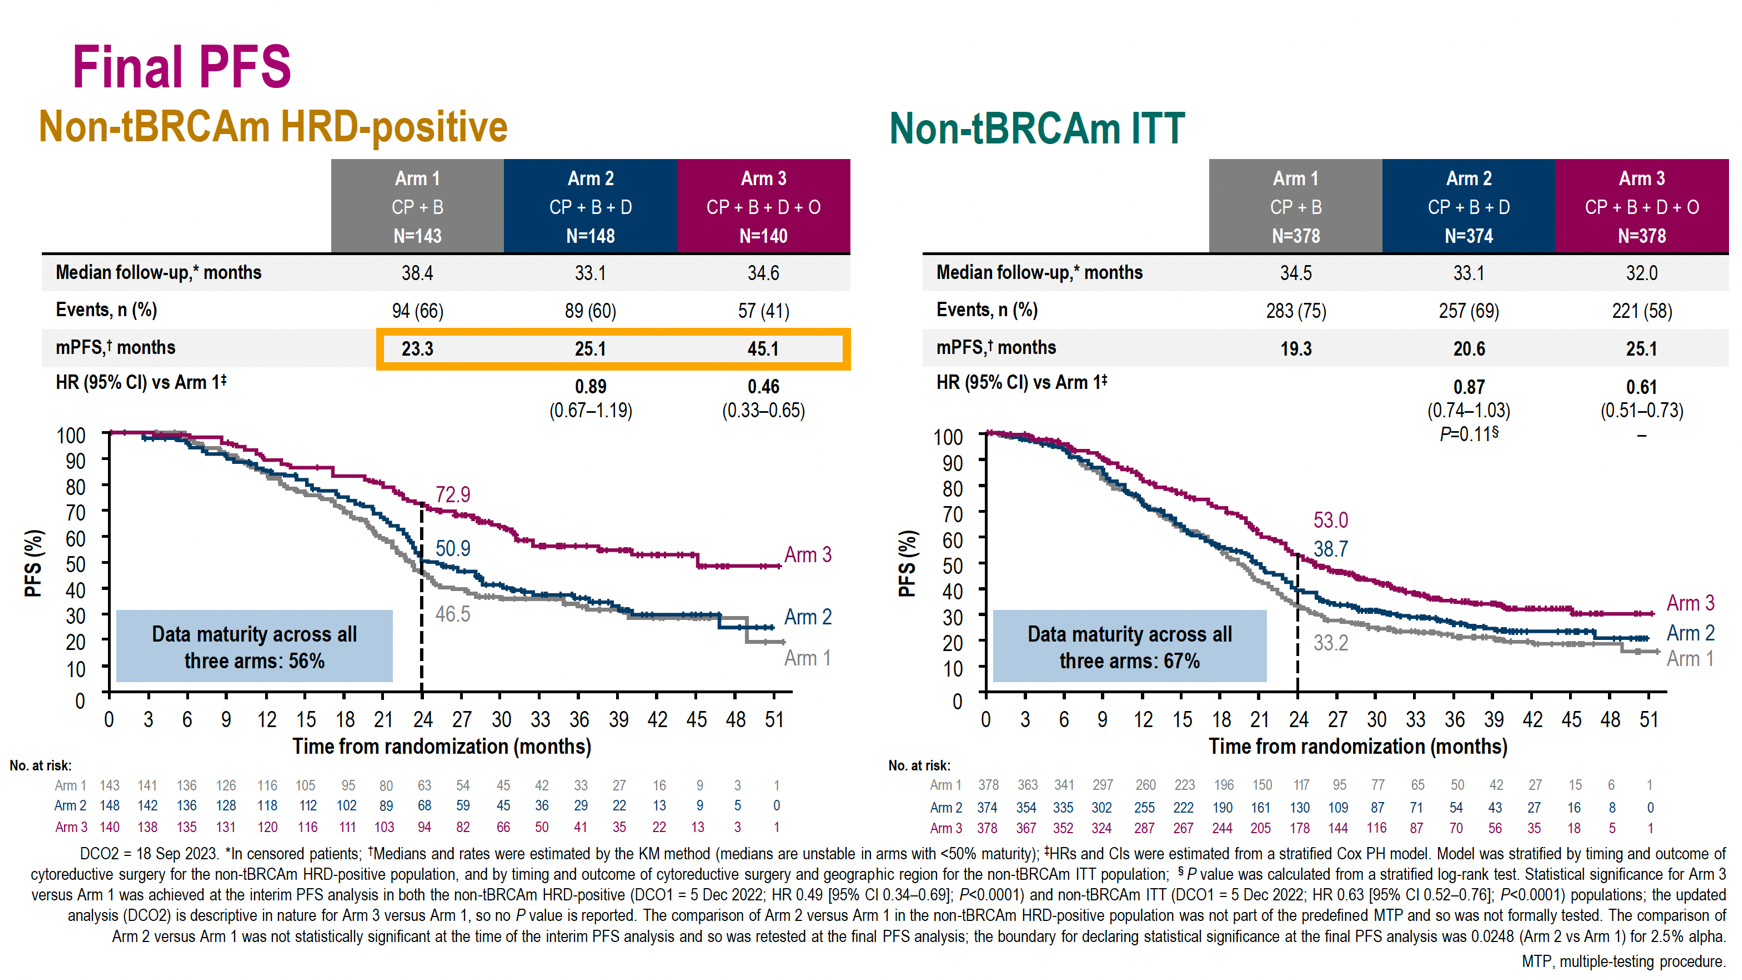 Final PFS
Non-tBRCAm HRD-positive
Arm 1 Arm 2 Arm 3
CP + B CP + B + D CP + B + D + O
N=143 N=148 N=140
Median follow-up,* months 38.4 33.1 34.6
Events, n (%) 94 (66) 89 (60) 57 (41)
mPFS,† months 23.3 25.1 45.1
HR (95% CI) vs Arm 1‡ 0.89 0.46
(0.67–1.19) (0.33–0.65)
100
90
80
70
60
50
40
30
20
10
0
PFS (%)
72.9
50.9
46.5
Arm 3
Arm 2
Arm 1
Data maturity across all
three arms: 56%
0 3 6 9 12 15 18 21 24 27 30 33 36 39 42 45 48 51
Time from randomization (months)
No. at risk:
Arm 1 143 141 136 126 116 105 95 80 63 54 45 42 33 27 16 9 3 1
Arm 2 148 142 136 128 118 112 102 89 68 59 45 36 29 22 13 9 5 0
Arm 3 140 138 135 131 120 116 111 103 94 82 66 50 41 35 22 13 3 1
Non-tBRCAm ITT
Arm 1 Arm 2 Arm 3
CP + B CP + B + D CP + B + D + O
N=378 N=374 N=378
Median follow-up,* months 34.5 33.1 32.0
Events, n (%) 283 (75) 257 (69) 221 (58)
mPFS,† months 19.3 20.6 25.1
HR (95% CI) vs Arm 1‡ 0.87 0.61
(0.74–1.03) (0.51–0.73)
P=0.11§ –
100
90
80
70
60
50
40
30
20
10
0
PFS (%)
53.0
38.7
33.2
Arm 3
Arm 2
Arm 1
Data maturity across all
three arms: 67%
0 3 6 9 12 15 18 21 24 27 30 33 36 39 42 45 48 51
Time from randomization (months)
No. at risk:
Arm 1 378 363 341 297 260 223 196 150 117 95 77 65 50 42 27 15 6 1
Arm 2 374 354 335 302 255 222 190 161 130 109 87 71 54 43 27 16 8 0
Arm 3 378 367 352 324 287 267 244 205 178 144 116 87 70 56 35 18 5 1
DCO2 = 18 Sep 2023. *In censored patients; †Medians and rates were estimated by the KM method (medians are unstable in arms with <50% maturity); ‡HRs and CIs were estimated from a stratified Cox PH model. Model was stratified by timing and outcome of
cytoreductive surgery for the non-tBRCAm HRD-positive population, and by timing and outcome of cytoreductive surgery and geographic region for the non-tBRCAm ITT population; § P value was calculated from a stratified log-rank test. Statistical significance for Arm 3
versus Arm 1 was achieved at the interim PFS analysis in both the non-tBRCAm HRD-positive (DCO1 = 5 Dec 2022; HR 0.49 [95% CI 0.34–0.69]; P<0.0001) and non-tBRCAm ITT (DCO1 = 5 Dec 2022; HR 0.63 [95% CI 0.52–0.76]; P<0.0001) populations; the updated
analysis (DCO2) is descriptive in nature for Arm 3 versus Arm 1, so no P value is reported. The comparison of Arm 2 versus Arm 1 in the non-tBRCAm HRD-positive population was not part of the predefined MTP and so was not formally tested. The comparison of
Arm 2 versus Arm 1 was not statistically significant at the time of the interim PFS analysis and so was retested at the final PFS analysis; the boundary for declaring statistical significance at the final PFS analysis was 0.0248 (Arm 2 vs Arm 1) for 2.5% alpha.
MTP, multiple-testing procedure.